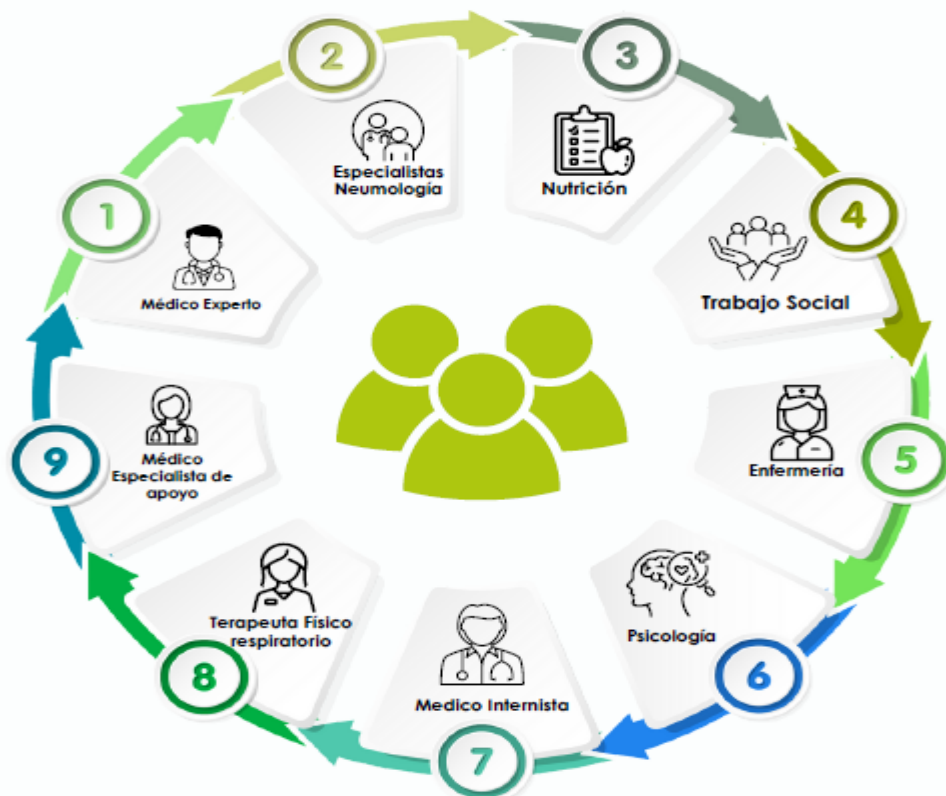 1
Médico Experto
2
Especialistas
Neumología
3
Nutrición
4
Trabajo Social
5
Enfermería
6
Psicología
7
Medico Internista
8
Terapeuta Físico
respiratorio
9
Médico
Especialista de
apoyo